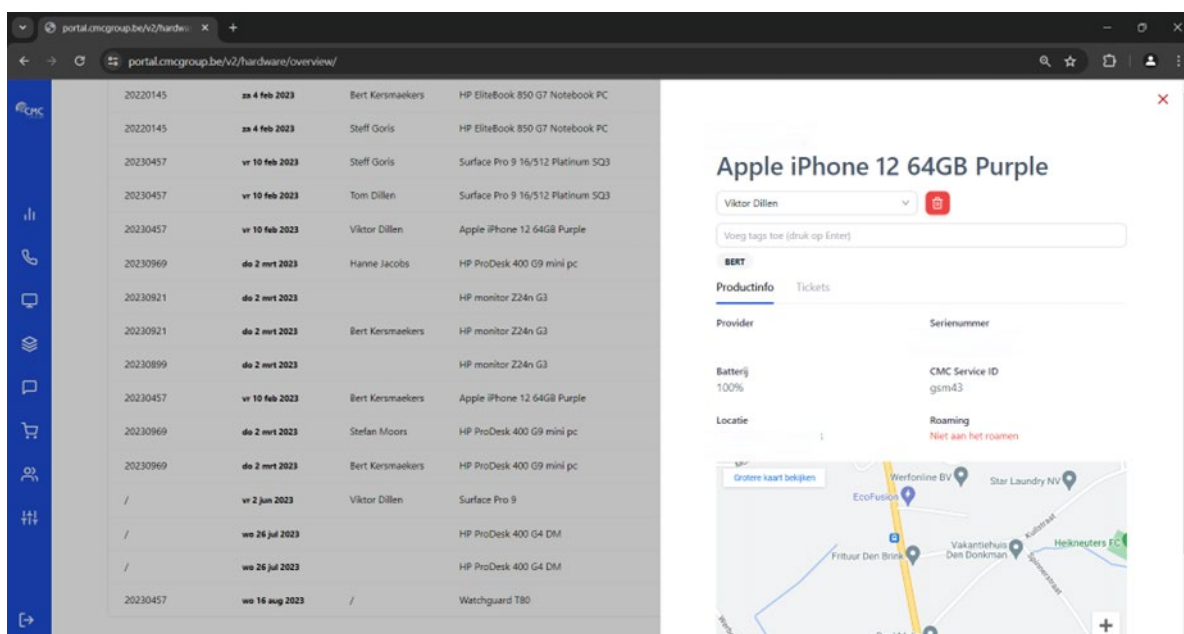 portal.cmcgroup.be/v2/hardw
portal.cmcgroup.be/v2/hardware/overview/
CMC
20220145 za 4 feb 2023 Bert Kersmaekers HP EliteBook 850 G7 Notebook PC
20220145 za 4 feb 2023 Steff Goris HP EliteBook 850 G7 Notebook PC
20230457 vr 10 feb 2023 Steff Goris Surface Pro 9 16/512 Platinum SQ3
20230457 vr 10 feb 2023 Tom Dillen Surface Pro 9 16/512 Platinum SQ3
20230457 vr 10 feb 2023 Viktor Dillen Apple iPhone 12 64GB Purple
20230969 do 2 mrt 2023 Hanne Jacobs HP ProDesk 400 G9 mini pc
20230921 do 2 mrt 2023 HP monitor Z24n G3
20230921 do 2 mrt 2023 Bert Kersmaekers HP monitor Z24n G3
20230899 do 2 mrt 2023 HP monitor Z24n G3
20230457 vr 10 feb 2023 Bert Kersmaekers Apple iPhone 12 64GB Purple
20230969 do 2 mrt 2023 Stefan Moors HP ProDesk 400 G9 mini pc
20230969 do 2 mrt 2023 Bert Kersmaekers HP ProDesk 400 G9 mini pc
/ vr 2 jun 2023 Viktor Dillen Surface Pro 9
/ wo 26 jul 2023 HP ProDesk 400 G4 DM
/ wo 26 jul 2023 HP ProDesk 400 G4 DM
20230457 wo 16 aug 2023 / Watchguard T80
Apple iPhone 12 64GB Purple
Viktor Dillen
Voeg tags toe (druk op Enter)
BERT
Productinfo Tickets
Provider Serienummer
Batterij CMC Service ID
100% gsm43
Locatie Roaming
Niet aan het roamen
Grotere kaart bekijken
Werfonline BV
Star Laundry NV
EcoFusion
Kuilstraat
Heikneuters FC
Vakantiehuis
Den Donkman
Frituur Den Brink
Spinnerstraat